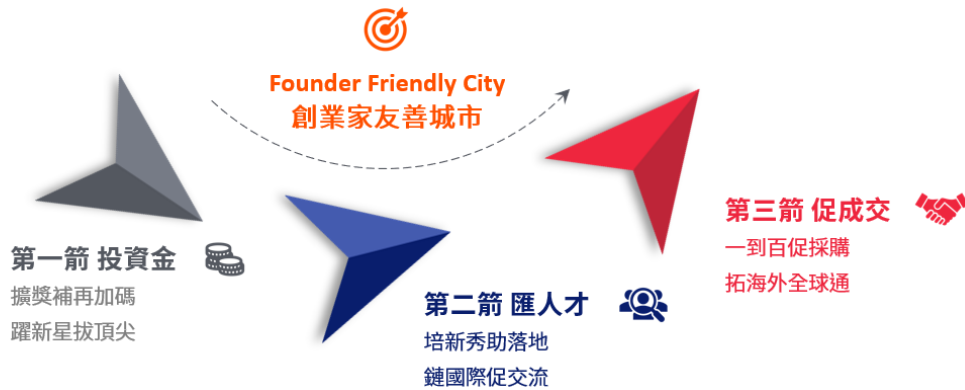 Founder Friendly City
創業家友善城市
第一箭 投資金
擴獎補再加碼
躍新星拔頂尖
第二箭 匯人才
培新秀助落地
鏈國際促交流
第三箭 促成交
一到百促採購
拓海外全球通